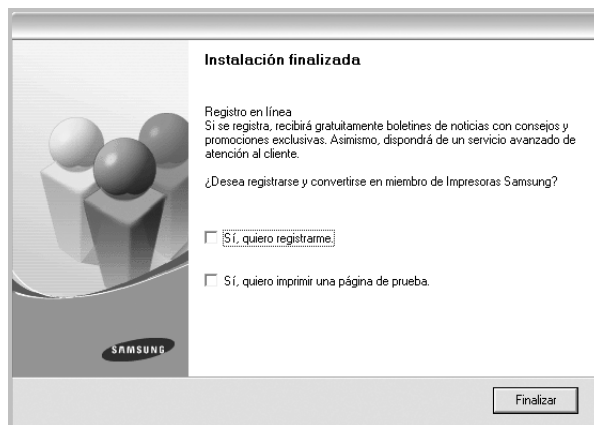 Instalación finalizada
Registro en línea
Si se registra, recibirá gratuitamente boletines de noticias con consejos y
promociones exclusivas. Asimismo, dispondrá de un servicio avanzado de
atención al cliente.
¿Desea registrarse y convertirse en miembro de Impresoras Samsung?
Sí, quiero registrarme.
Sí, quiero imprimir una página de prueba.
SAMSUNG
Finalizar